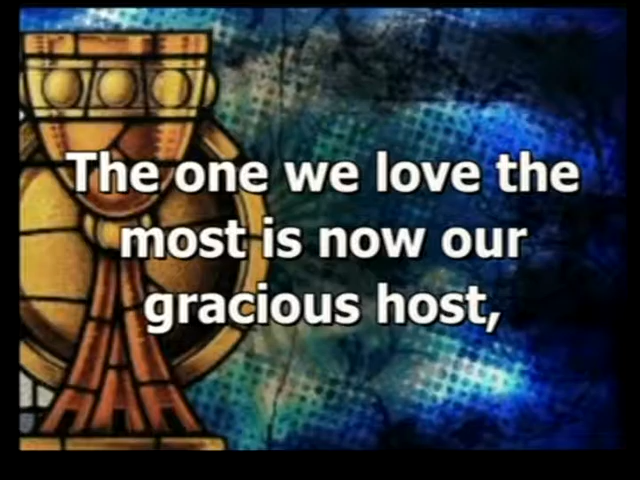 The one we love the
most is now our
gracious host,